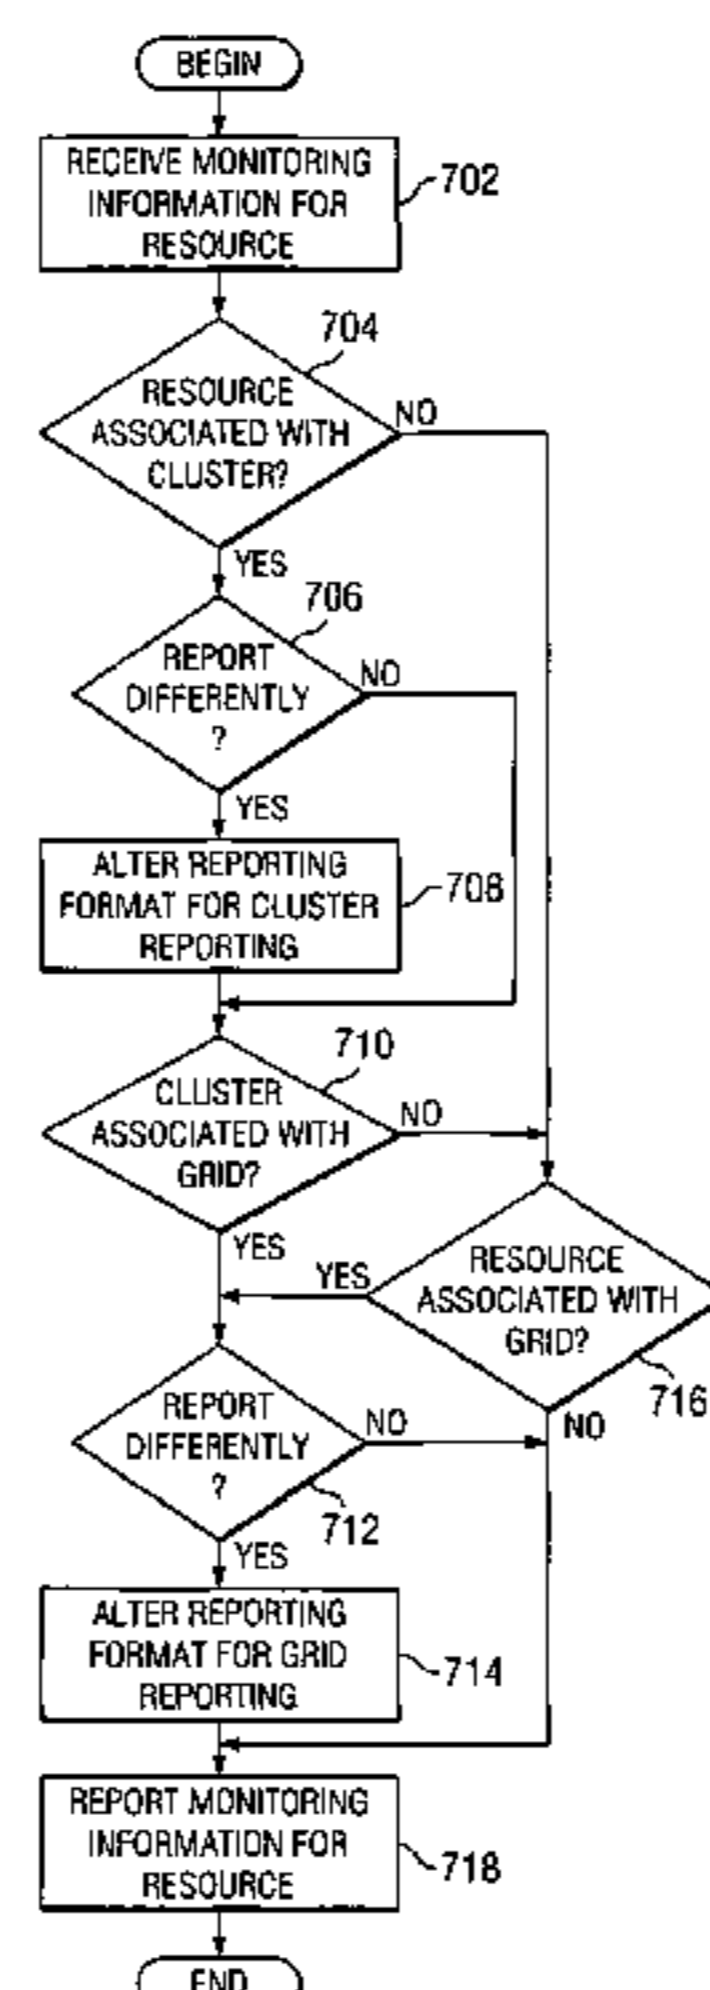 BEGIN
RECEIVE MONITORING
INFORMATION FOR
RESOURCE
702
704
RESOURCE
ASSOCIATED WITH
CLUSTER?
NO
YES
706
REPORT
DIFFERENTLY
?
NO
YES
ALTER REPORTING
FORMAT FOR CLUSTER
REPORTING
708
710
CLUSTER
ASSOCIATED WITH
GRID?
NO
YES
RESOURCE
ASSOCIATED WITH
GRID?
YES
716
NO
REPORT
DIFFERENTLY
?
NO
712
YES
ALTER REPORTING
FORMAT FOR GRID
REPORTING
714
REPORT MONITORING
INFORMATION FOR
RESOURCE
718
END